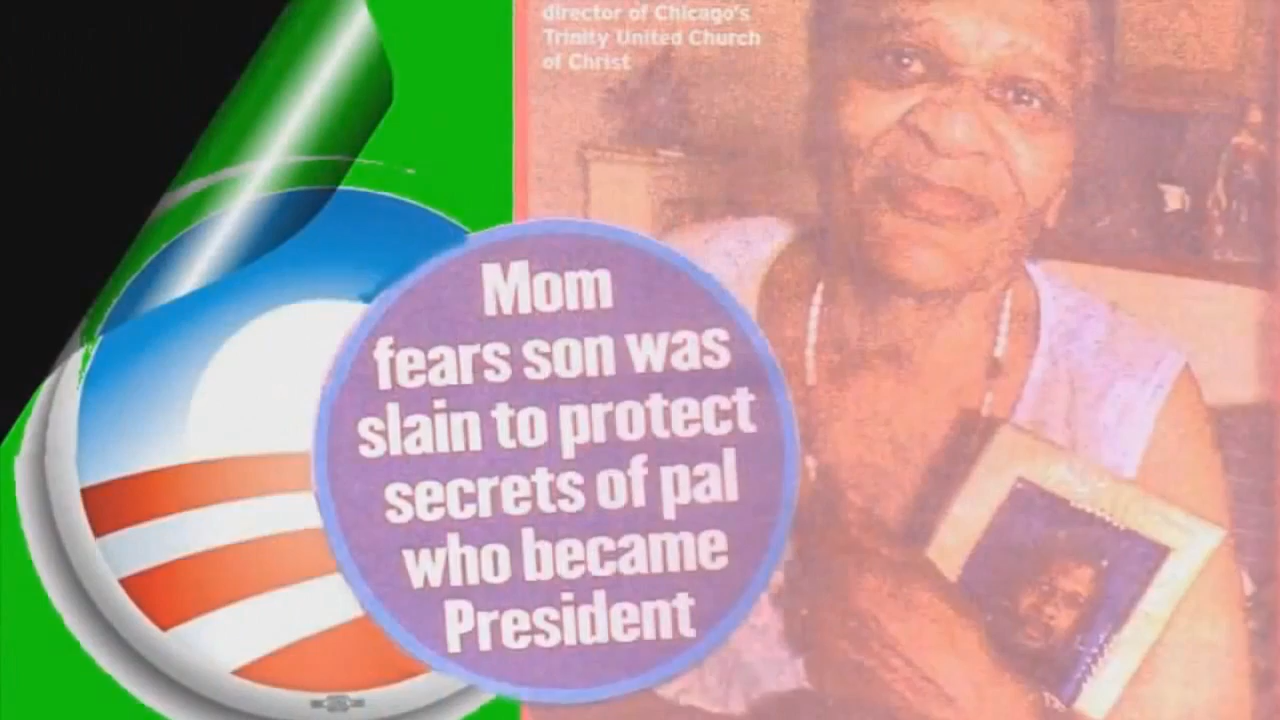 director of Chicago's
Trinity United Church
of Christ
Mom
fears son was
slain to protect
secrets of pal
who became
President